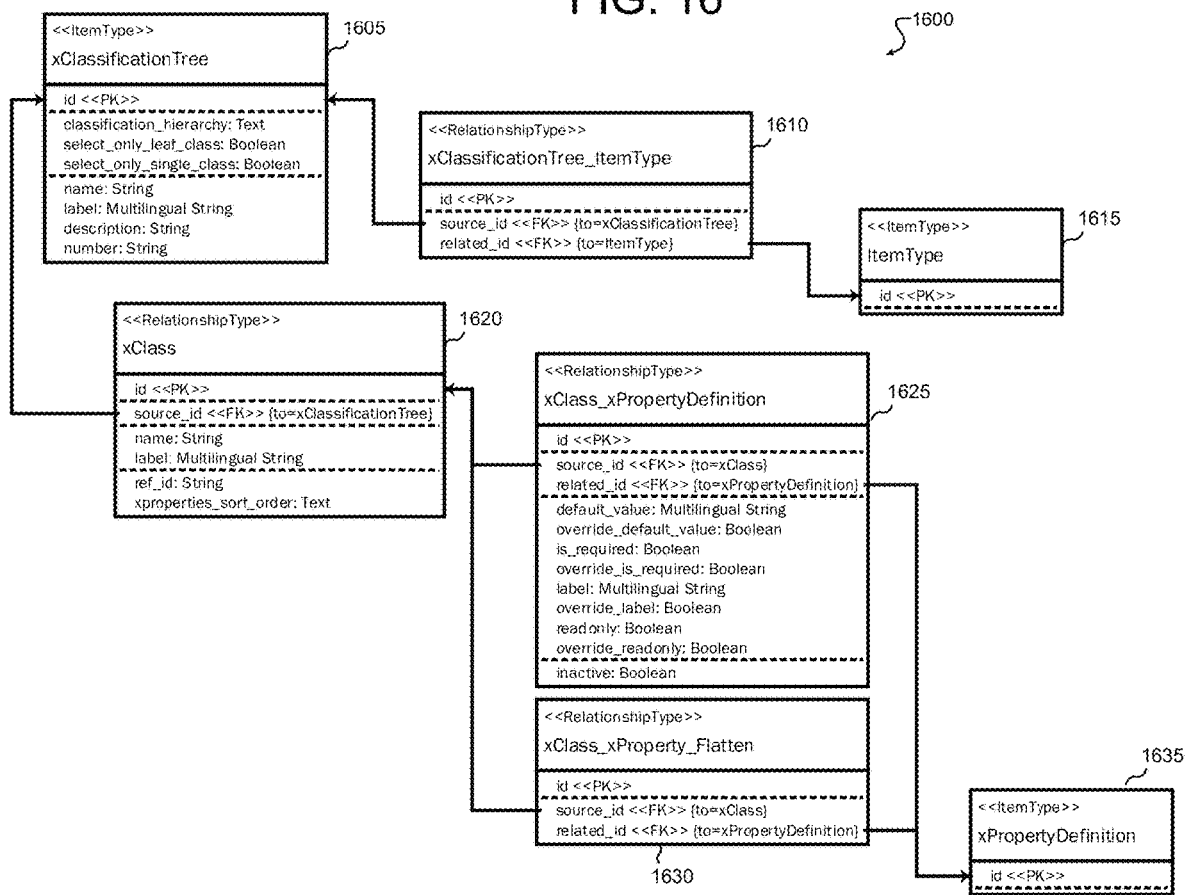 FIG. 16
1600
<<ItemType>>
xClassificationTree
1605
id <<PK>>
classification_hierarchy: Text
select_only_leaf_class: Boolean
select_only_single_class: Boolean
name: String
label: Multilingual String
description: String
number: String
<<RelationshipType>>
xClassificationTree_ItemType
1610
id <<PK>>
source_id <<FK>> {to=xClassificationTree}
related_id <<FK>> {to=ItemType}
<<ItemType>>
ItemType
1615
id <<PK>>
<<RelationshipType>>
xClass
1620
id <<PK>>
source_id <<FK>> {to=xClassificationTree}
name: String
label: Multilingual String
ref_id: String
xproperties_sort_order: Text
<<RelationshipType>>
xClass_xPropertyDefinition
1625
id <<PK>>
source_id <<FK>> {to=xClass}
related_id <<FK>> {to=xPropertyDefinition}
default_value: Multilingual String
override_default_value: Boolean
is_required: Boolean
override_is_required: Boolean
label: Multilingual String
override_label: Boolean
readonly: Boolean
override_readonly: Boolean
inactive: Boolean
<<RelationshipType>>
xClass_xProperty_Flatten
id <<PK>>
source_id <<FK>> {to=xClass}
related_id <<FK>> {to=xPropertyDefinition}
1630
1635
<<ItemType>>
xPropertyDefinition
id <<PK>>